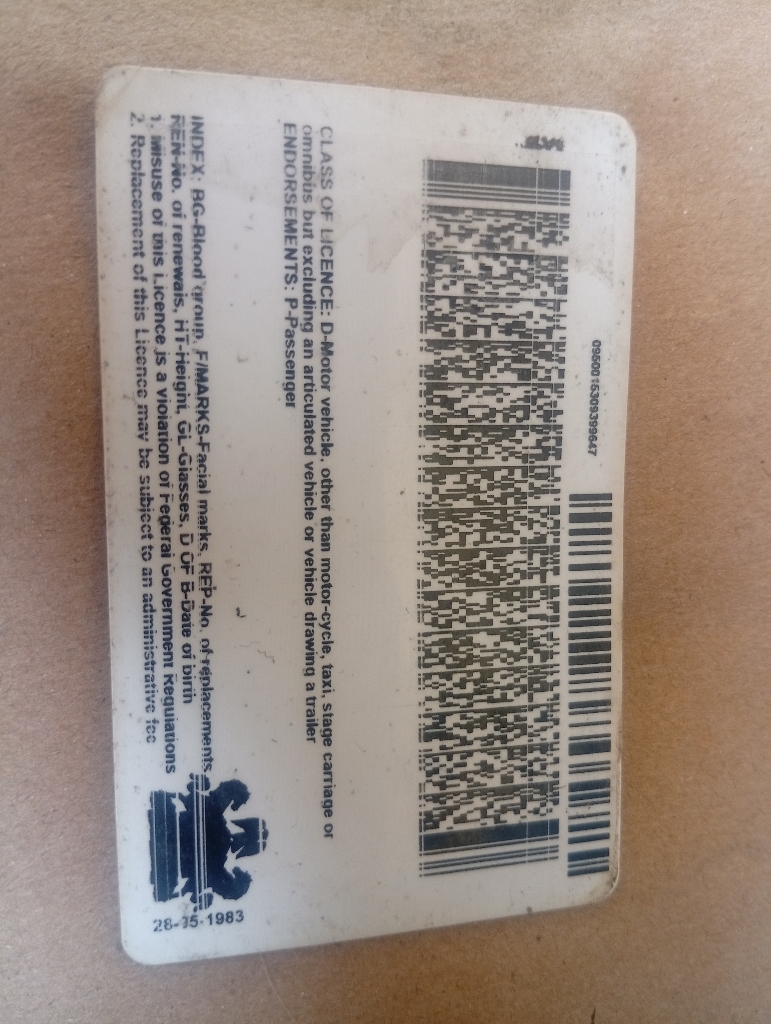 0950015309399647
CLASS OF LICENCE: D-Motor vehicle, other than motor-cycle, taxi, stage carriage or
omnibus but excluding an articulated vehicle or vehicle drawing a trailer
ENDORSEMENTS: P-Passenger
INDEX: BG-Blood group, F/MARKS-Facial marks, REP-No. of replacements
REN-No. of renewals, HT-Height, GL-Glasses, D OF B-Date of birth
1. Misuse of this Licence is a violation of Federal Government Regulations
2. Replacement of this Licence may be subject to an administrative fee
28-05-1983